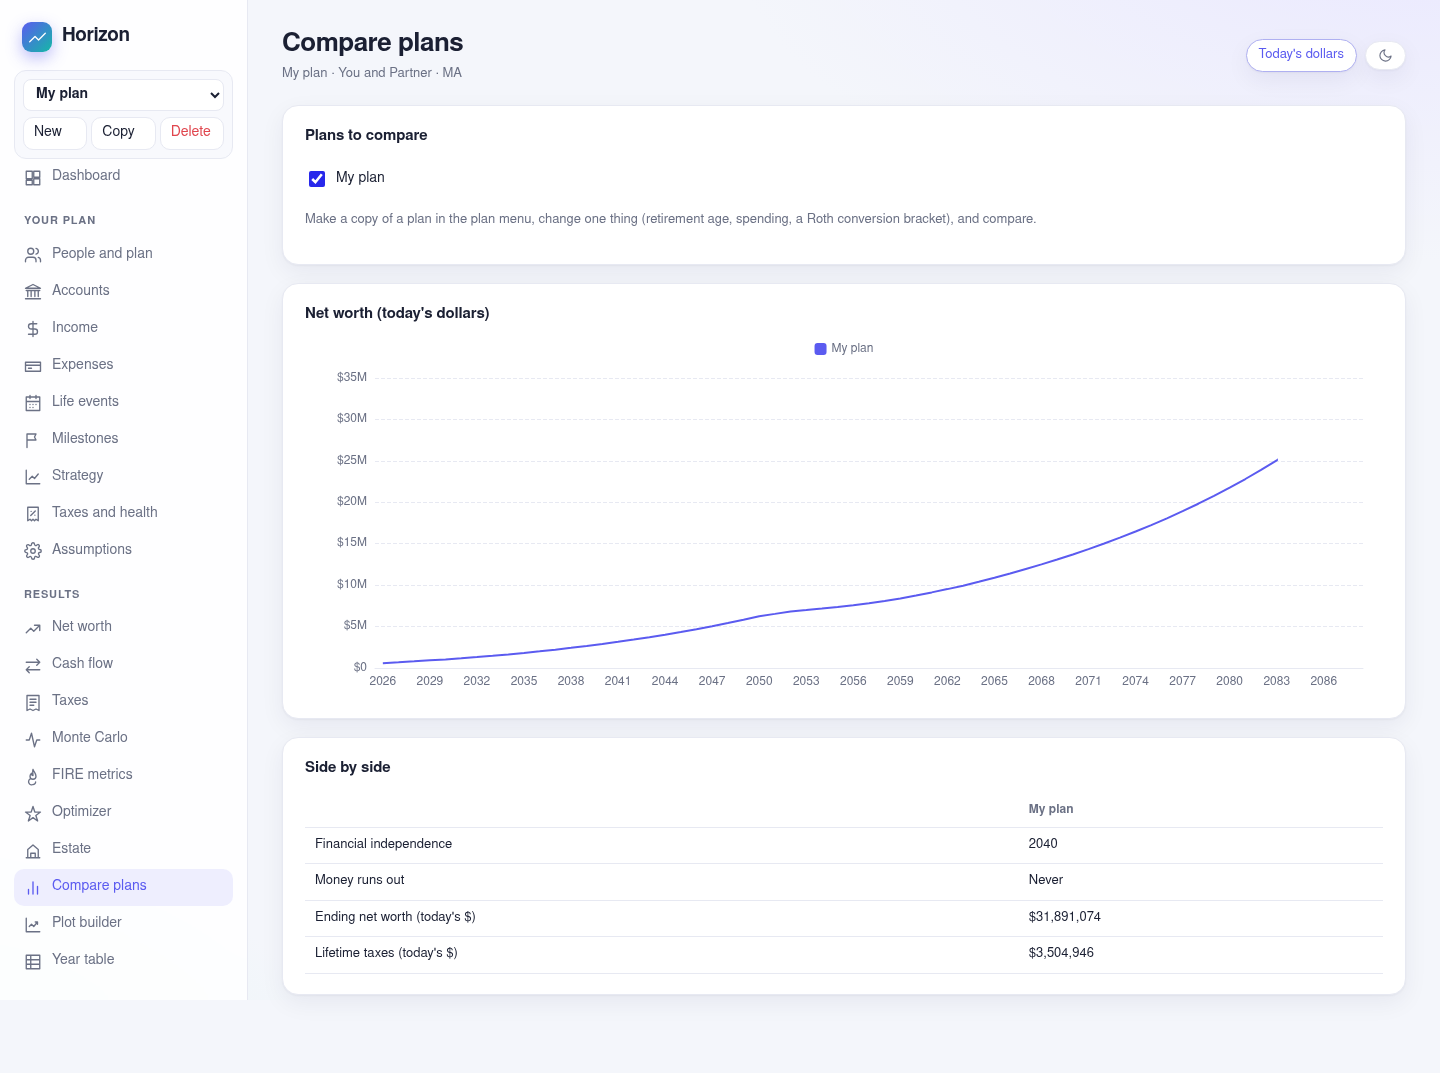 Horizon
My plan
New Copy Delete
Dashboard
YOUR PLAN
People and plan
Accounts
Income
Expenses
Life events
Milestones
Strategy
Taxes and health
Assumptions
RESULTS
Net worth
Cash flow
Taxes
Monte Carlo
FIRE metrics
Optimizer
Estate
Compare plans
Plot builder
Year table
Compare plans
My plan · You and Partner · MA
Today's dollars
Plans to compare
My plan
Make a copy of a plan in the plan menu, change one thing (retirement age, spending, a Roth conversion bracket), and compare.
Net worth (today's dollars)
My plan
$35M
$30M
$25M
$20M
$15M
$10M
$5M
$0
2026 2029 2032 2035 2038 2041 2044 2047 2050 2053 2056 2059 2062 2065 2068 2071 2074 2077 2080 2083 2086
Side by side
My plan
Financial independence 2040
Money runs out Never
Ending net worth (today's $) $31,891,074
Lifetime taxes (today's $) $3,504,946